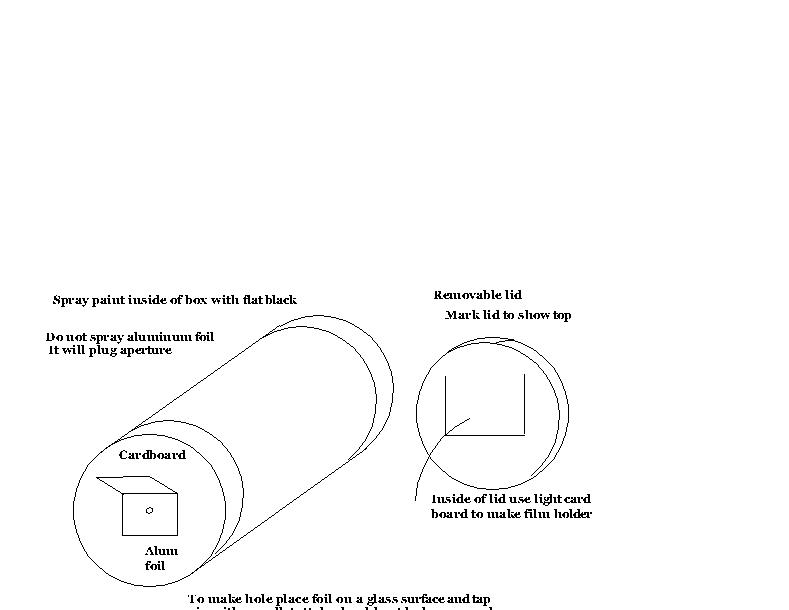 Spray paint inside of box with flat black
Removable lid
Mark lid to show top
Do not spray aluminum foil
It will plug aperture
Cardboard
Inside of lid use light card
board to make film holder
Alum
foil
To make hole place foil on a glass surface and tap